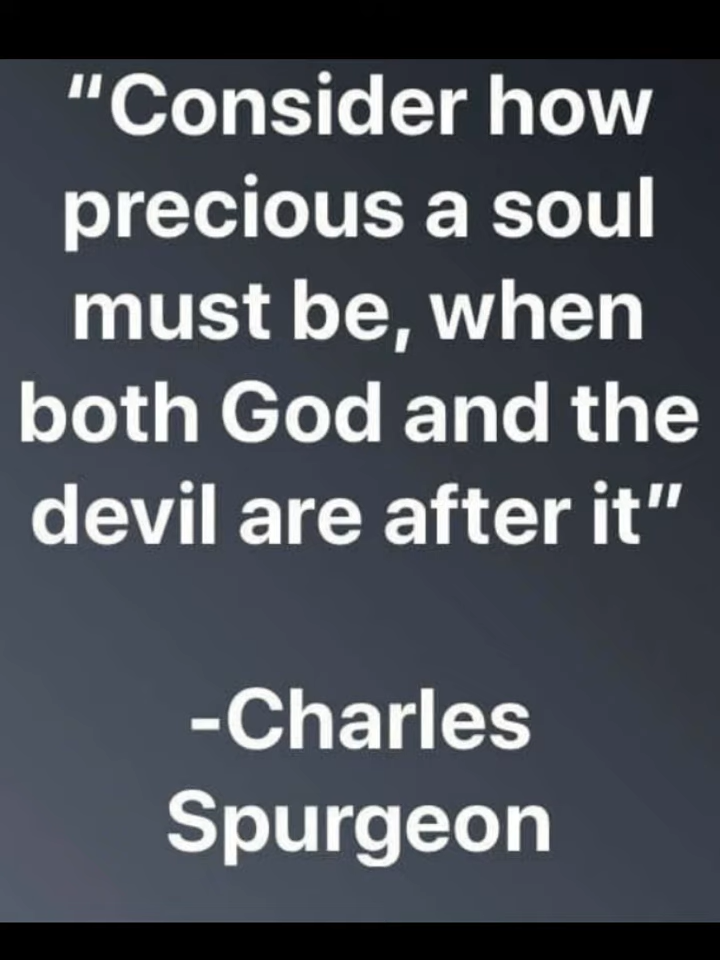 “Consider how
precious a soul
must be, when
both God and the
devil are after it”
-Charles
Spurgeon